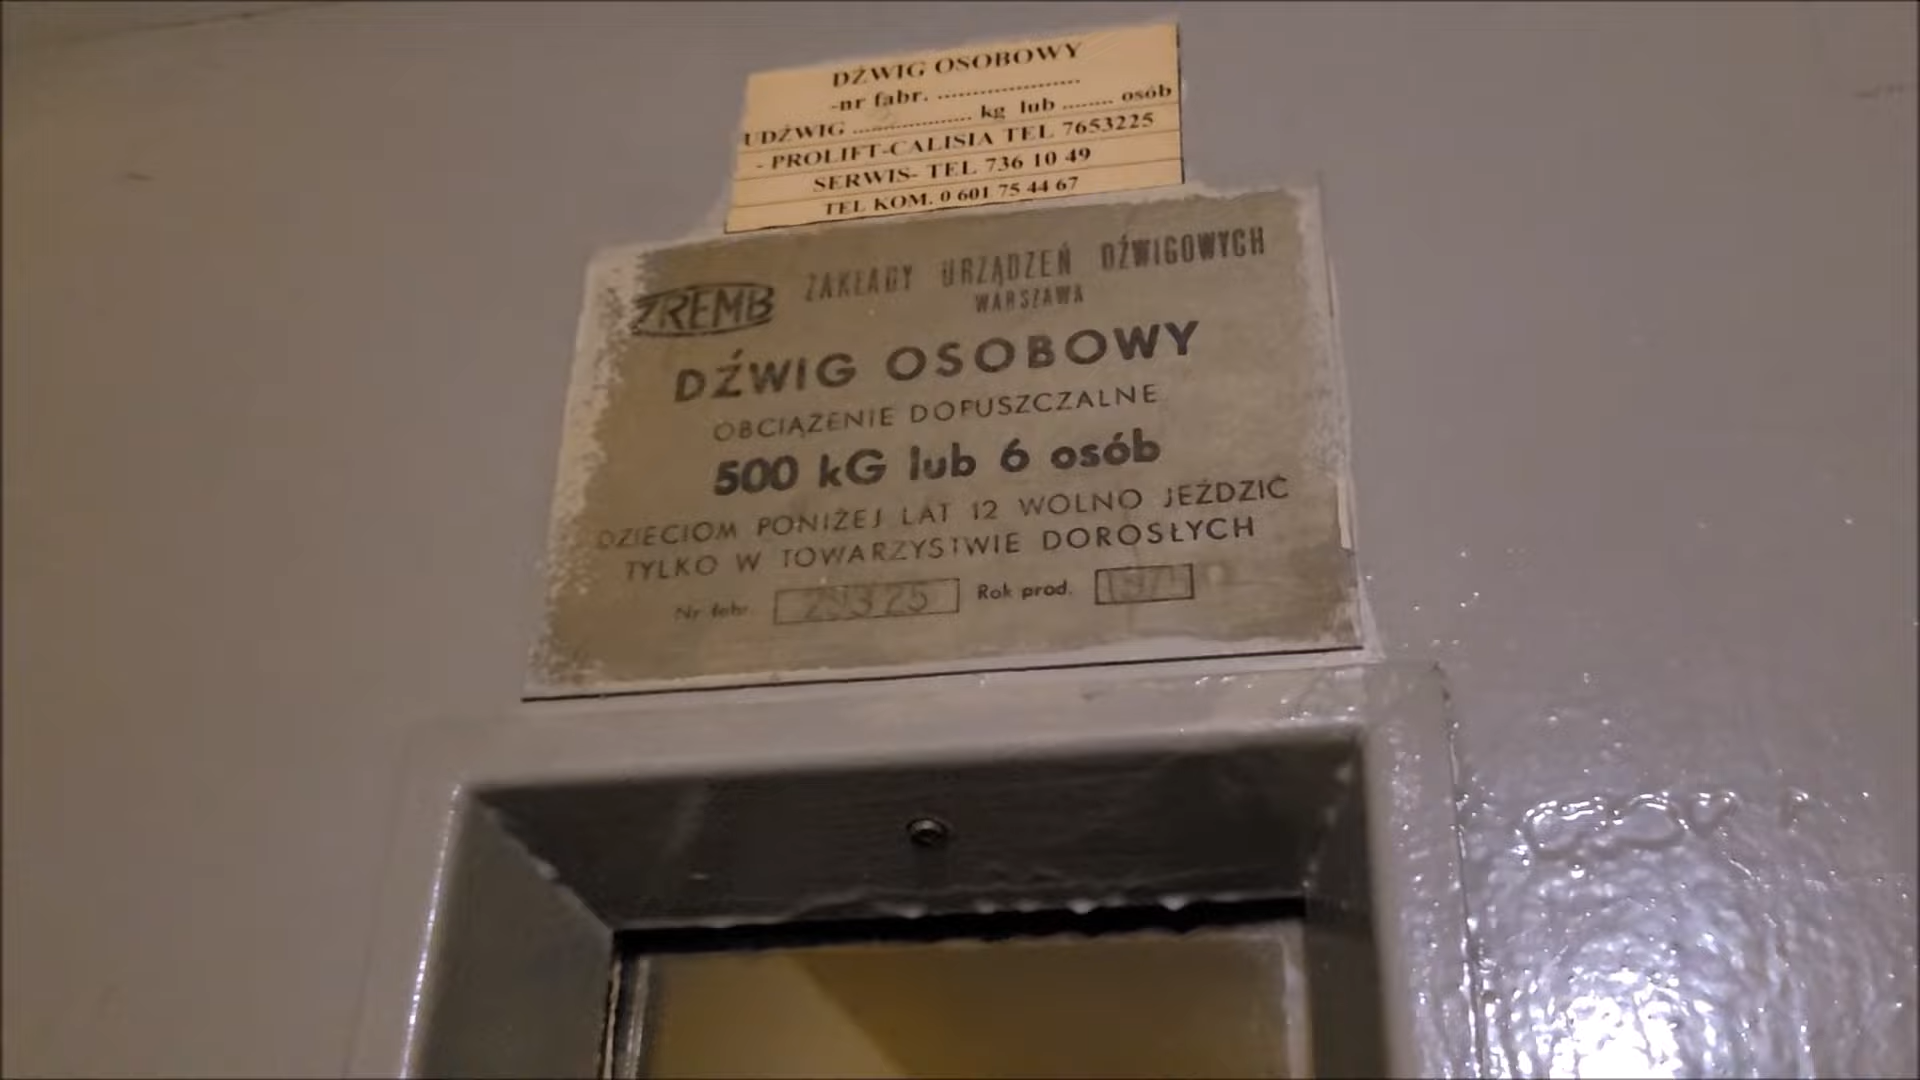 DŹWIG OSOBOWY
-nr fabr. ....................
UDŹWIG .................. kg lub ........ osób
- PROLIFT-CALISIA TEL 7653225
SERWIS- TEL 736 10 49
TEL KOM. 0 601 75 44 67
ZREMB ZAKŁADY URZĄDZEŃ DŹWIGOWYCH
WARSZAWA
DŹWIG OSOBOWY
OBCIĄŻENIE DOPUSZCZALNE
500 kG lub 6 osób
DZIECIOM PONIŻEJ LAT 12 WOLNO JEŹDZIĆ
TYLKO W TOWARZYSTWIE DOROSŁYCH
Nr fabr. Rok prod.